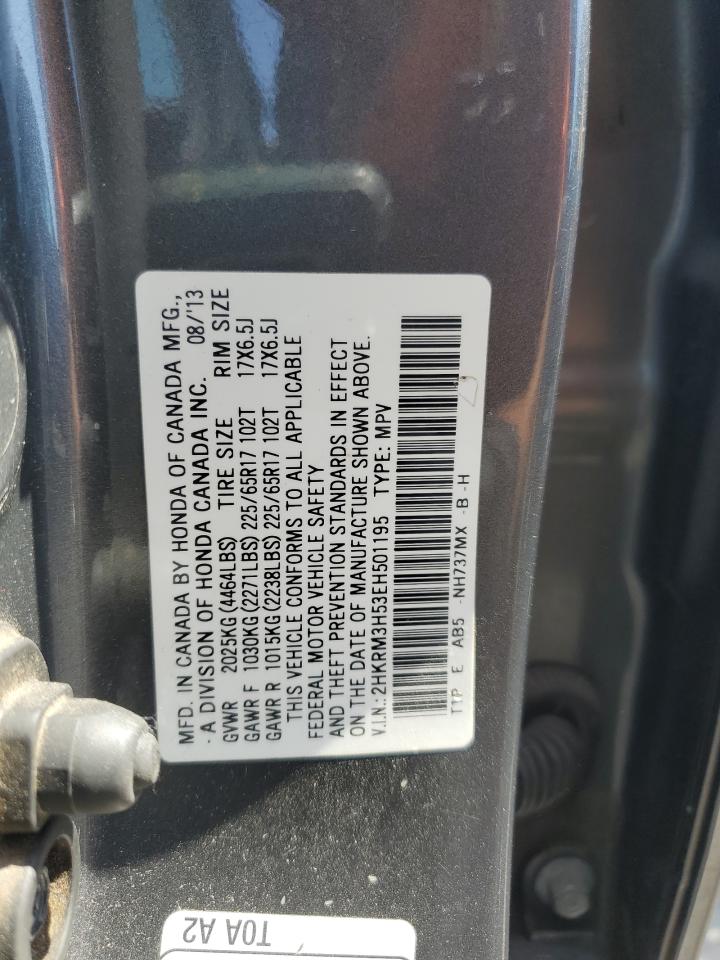 MFD. IN CANADA BY HONDA OF CANADA MFG.,
- A DIVISION OF HONDA CANADA INC. 08/'13
GVWR 2025KG (4464LBS) TIRE SIZE RIM SIZE
GAWR F 1030KG (2271LBS) 225/65R17 102T 17X6.5J
GAWR R 1015KG (2238LBS) 225/65R17 102T 17X6.5J
THIS VEHICLE CONFORMS TO ALL APPLICABLE
FEDERAL MOTOR VEHICLE SAFETY
AND THEFT PREVENTION STANDARDS IN EFFECT
ON THE DATE OF MANUFACTURE SHOWN ABOVE.
V.I.N.: 2HKRM3H53EH501195 TYPE: MPV
T1P E AB5 -NH737MX -B -H
T0A A2